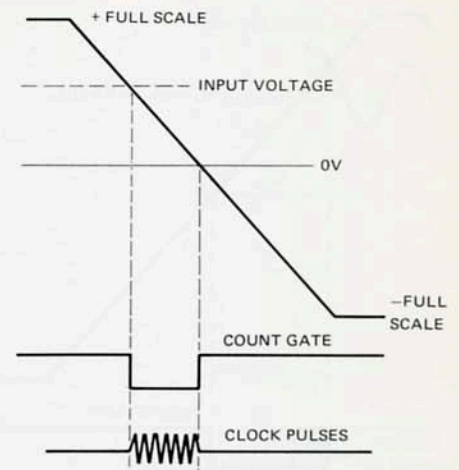 + FULL SCALE
INPUT VOLTAGE
0V
−FULL
SCALE
COUNT GATE
CLOCK PULSES